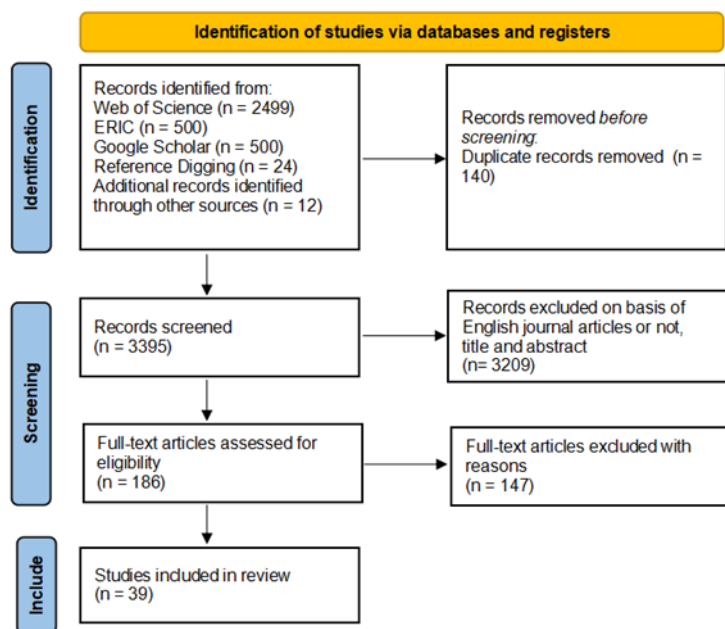 Identification of studies via databases and registers
Identification
Records identified from:
Web of Science (n = 2499)
ERIC (n = 500)
Google Scholar (n = 500)
Reference Digging (n = 24)
Additional records identified
through other sources (n = 12)
Records removed before
screening:
Duplicate records removed (n =
140)
Screening
Records screened
(n = 3395)
Records excluded on basis of
English journal articles or not,
title and abstract
(n= 3209)
Full-text articles assessed for
eligibility
(n = 186)
Full-text articles excluded with
reasons
(n = 147)
Include
Studies included in review
(n = 39)